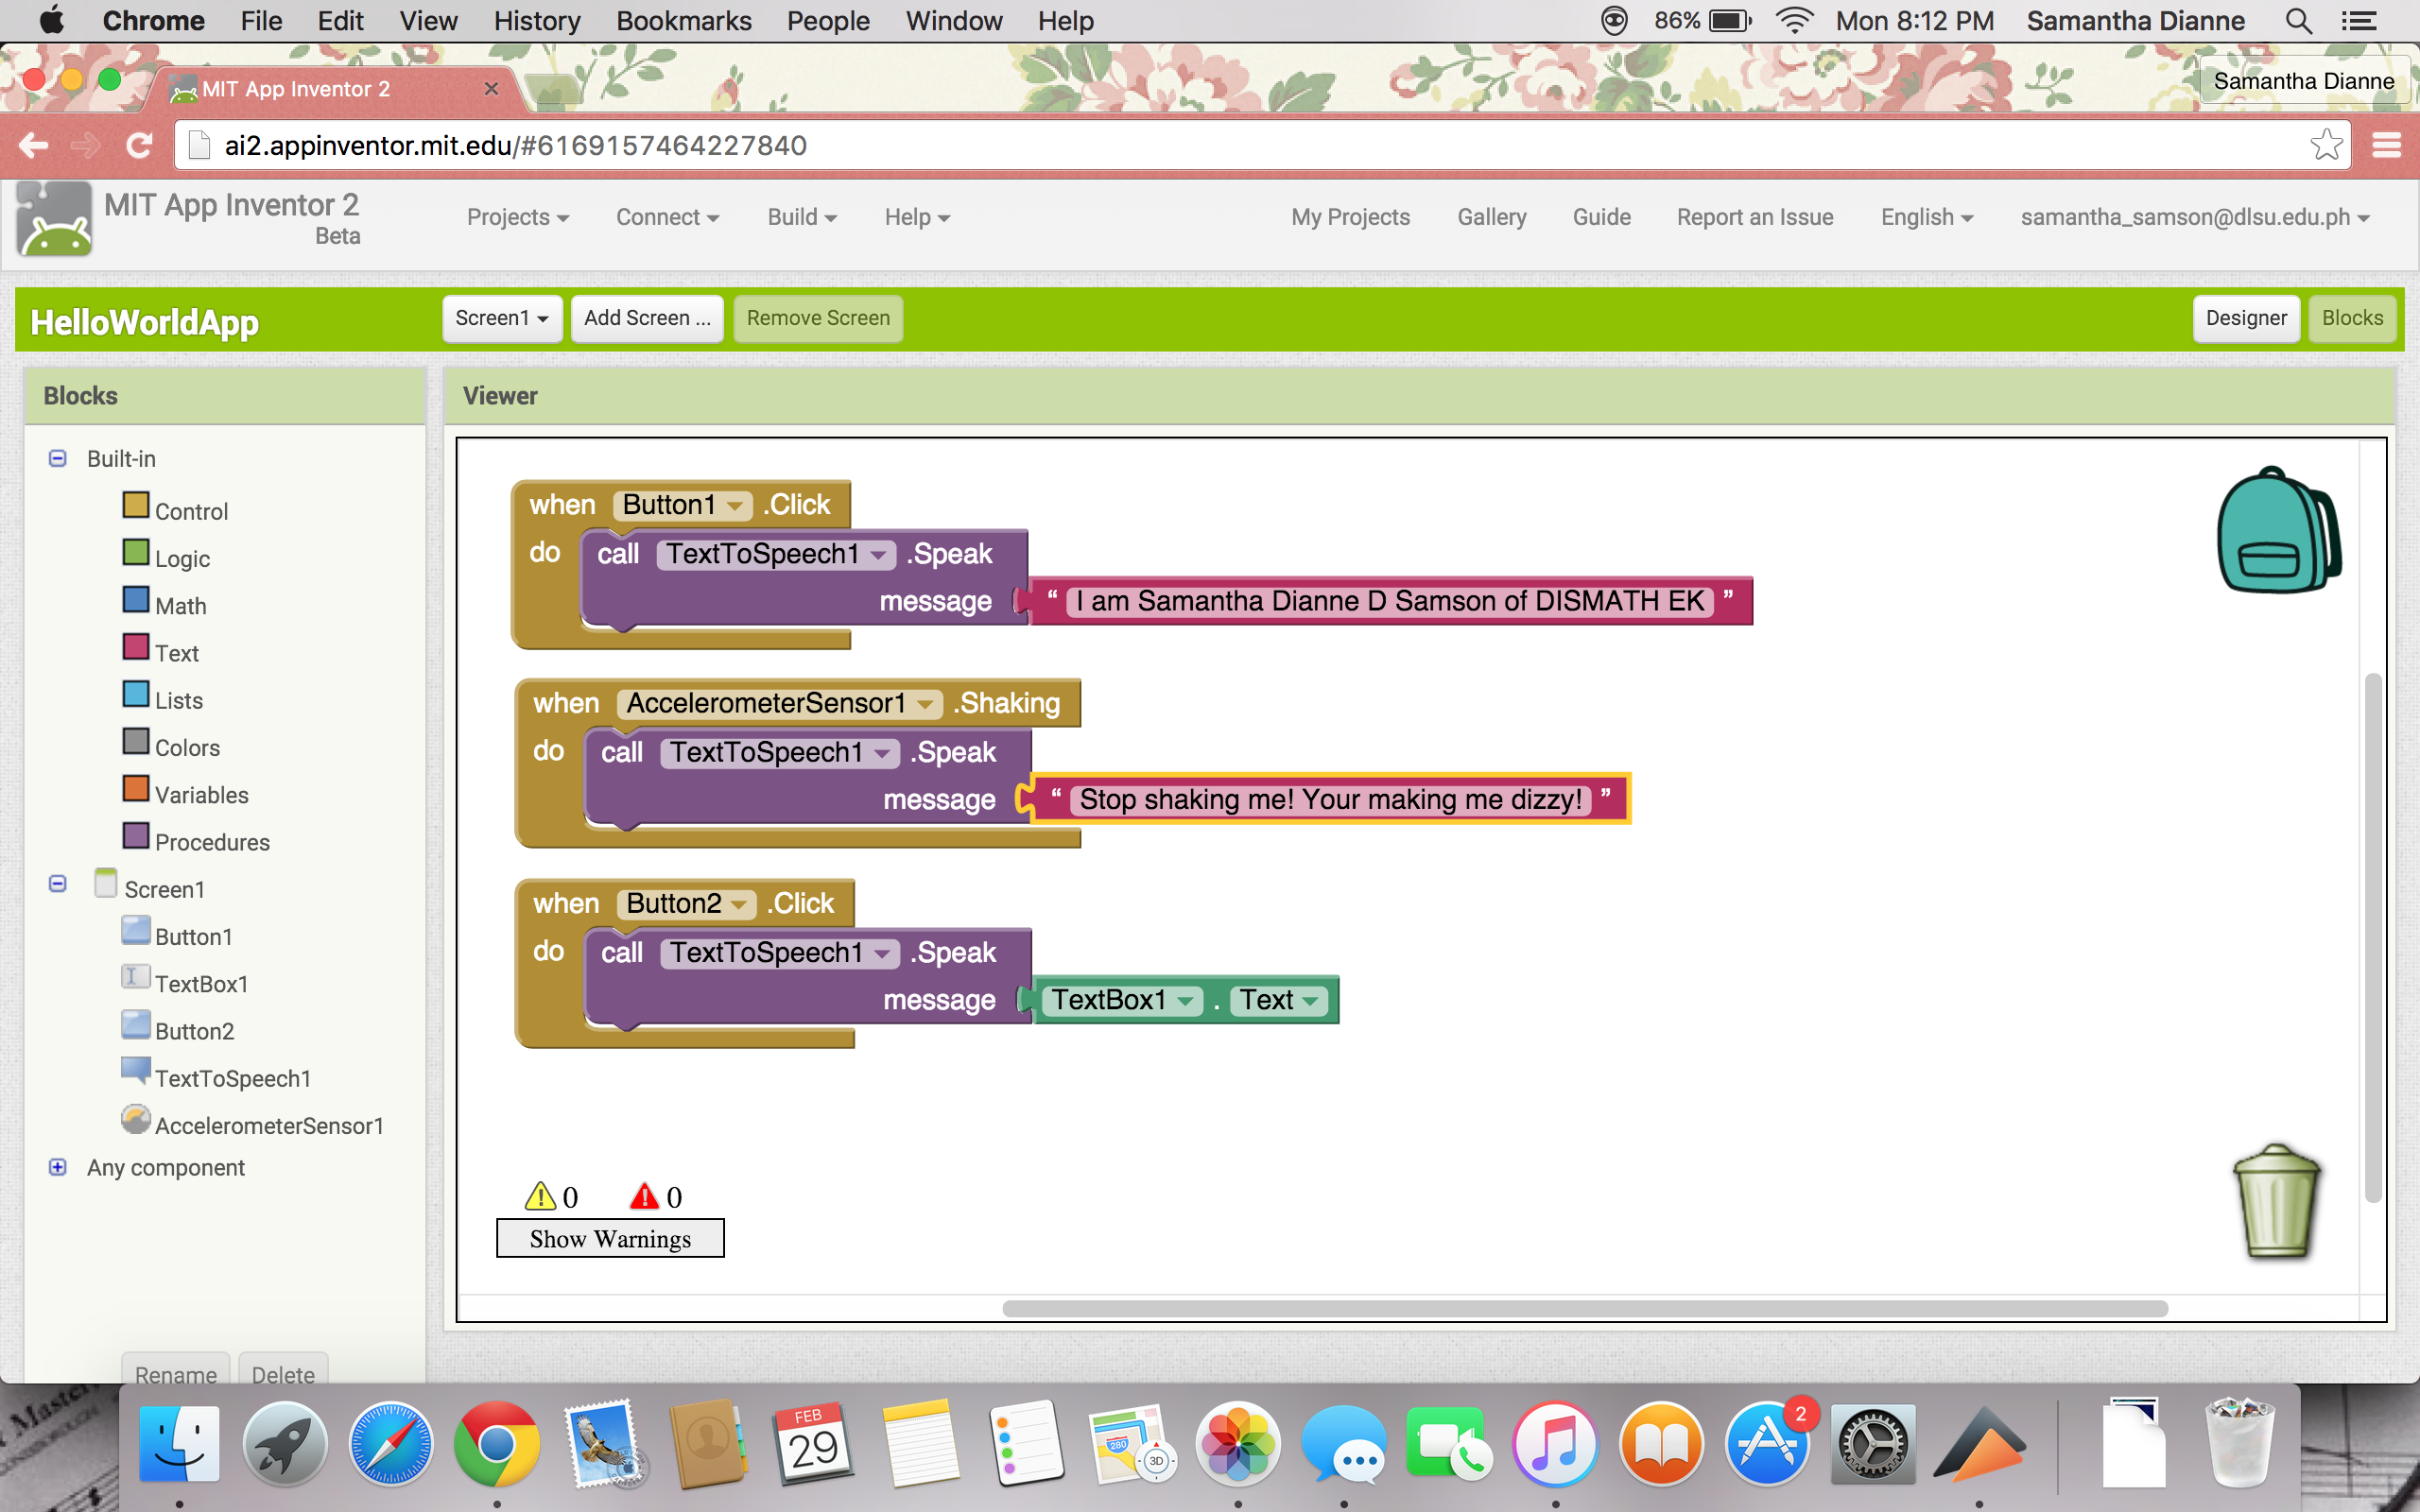 Chrome File Edit View History Bookmarks People Window Help 86% Mon 8:12 PM Samantha Dianne
MIT App Inventor 2 × Samantha Dianne
ai2.appinventor.mit.edu/#6169157464227840
MIT App Inventor 2
Beta
Projects Connect Build Help My Projects Gallery Guide Report an Issue English samantha_samson@dlsu.edu.ph
HelloWorldApp Screen1 Add Screen ... Remove Screen Designer Blocks
Blocks
Built-in
Control
Logic
Math
Text
Lists
Colors
Variables
Procedures
Screen1
Button1
TextBox1
Button2
TextToSpeech1
AccelerometerSensor1
Any component
Rename Delete
Viewer
when Button1 .Click
do call TextToSpeech1 .Speak
message “ I am Samantha Dianne D Samson of DISMATH EK ”
when AccelerometerSensor1 .Shaking
do call TextToSpeech1 .Speak
message “ Stop shaking me! Your making me dizzy! ”
when Button2 .Click
do call TextToSpeech1 .Speak
message TextBox1 . Text
0 0
Show Warnings
FEB
29
280
3D
2